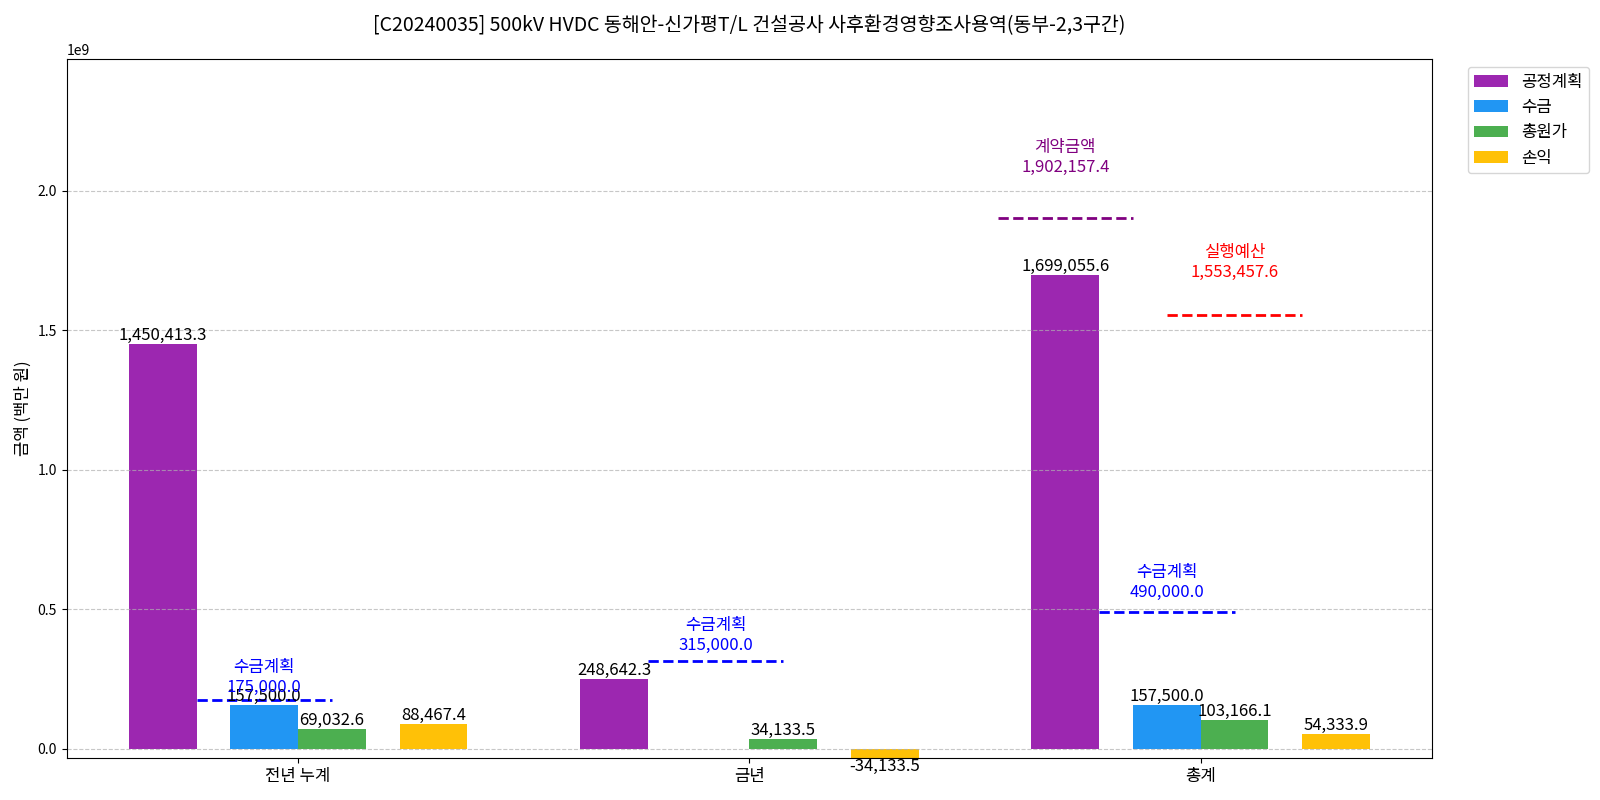 [C20240035] 500kV HVDC 동해안-신가평T/L 건설공사 사후환경영향조사용역(동부-2,3구간)
1e9
공정계획
수금
총원가
손익
금액 (백만 원)
2.0
1.5
1.0
0.5
0.0
계약금액
1,902,157.4
실행예산
1,553,457.6
1,699,055.6
1,450,413.3
수금계획
490,000.0
수금계획
315,000.0
수금계획
175,000.0
157,500.0
69,032.6
88,467.4
248,642.3
34,133.5
-34,133.5
157,500.0
103,166.1
54,333.9
전년 누계
금년
총계